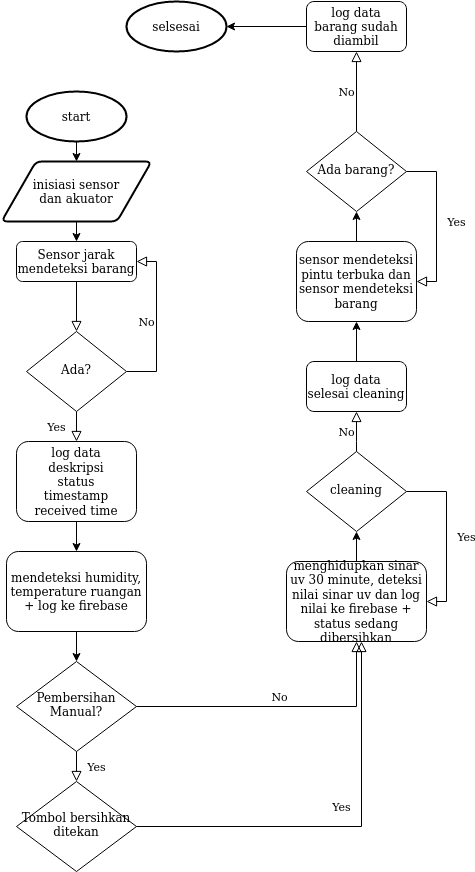 start
inisiasi sensor
dan akuator
Sensor jarak
mendeteksi barang
No
Ada?
Yes
log data
deskripsi
status
timestamp
received time
mendeteksi humidity,
temperature ruangan
+ log ke firebase
Pembersihan
Manual?
No
Yes
Tombol bersihkan
ditekan
Yes
menghidupkan sinar
uv 30 minute, deteksi
nilai sinar uv dan log
nilai ke firebase +
status sedang
dibersihkan
cleaning
Yes
No
log data
selesai cleaning
sensor mendeteksi
pintu terbuka dan
sensor mendeteksi
barang
Ada barang?
Yes
No
log data
barang sudah
diambil
selsesai